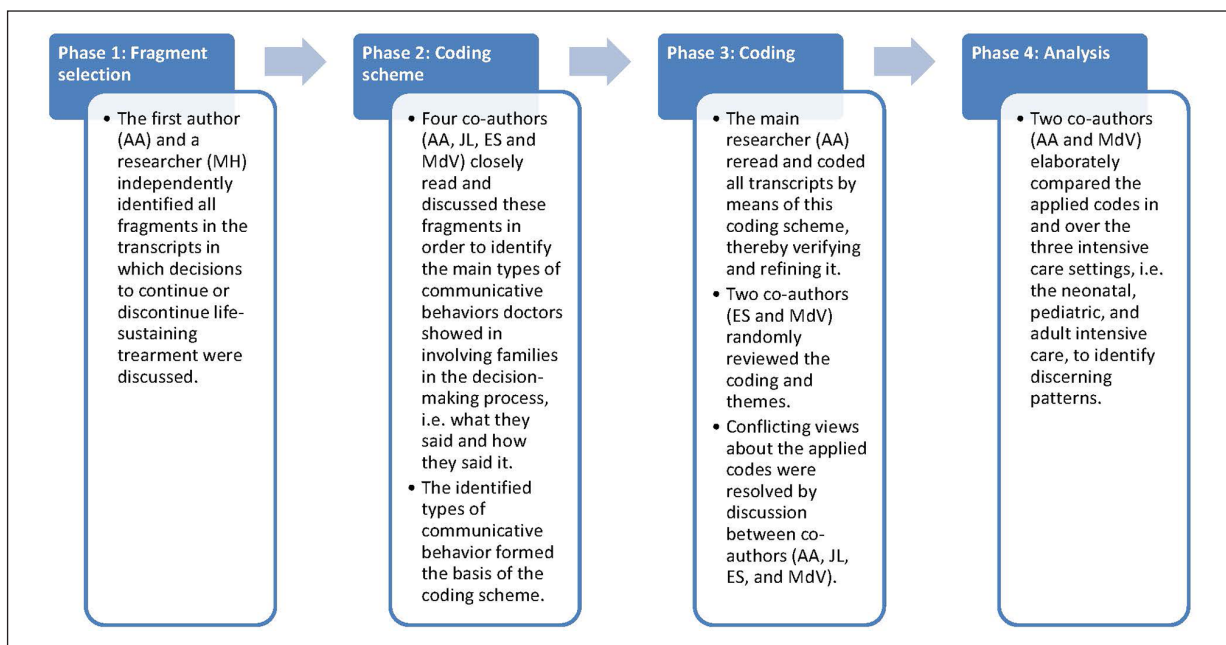 Phase 1: Fragment
selection
• The first author
(AA) and a
researcher (MH)
independently
identified all
fragments in the
transcripts in
which decisions
to continue or
discontinue life-
sustaining
trearment were
discussed.
Phase 2: Coding
scheme
• Four co-authors
(AA, JL, ES and
MdV) closely
read and
discussed these
fragments in
order to identify
the main types of
communicative
behaviors doctors
showed in
involving families
in the decision-
making process,
i.e. what they
said and how
they said it.
• The identified
types of
communicative
behavior formed
the basis of the
coding scheme.
Phase 3: Coding
• The main
researcher (AA)
reread and coded
all transcripts by
means of this
coding scheme,
thereby verifying
and refining it.
• Two co-authors
(ES and MdV)
randomly
reviewed the
coding and
themes.
• Conflicting views
about the applied
codes were
resolved by
discussion
between co-
authors (AA, JL,
ES, and MdV).
Phase 4: Analysis
• Two co-authors
(AA and MdV)
elaborately
compared the
applied codes in
and over the
three intensive
care settings, i.e.
the neonatal,
pediatric, and
adult intensive
care, to identify
discerning
patterns.